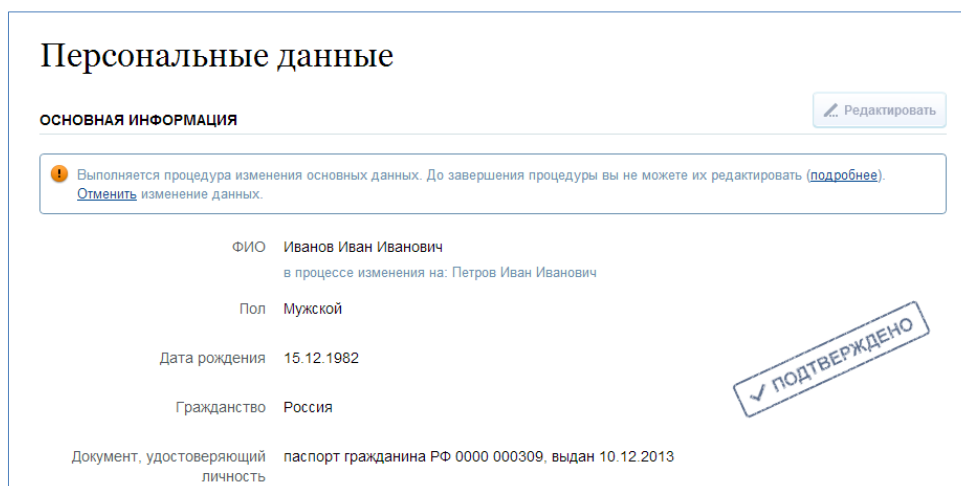 Персональные данные
ОСНОВНАЯ ИНФОРМАЦИЯ
Редактировать
Выполняется процедура изменения основных данных. До завершения процедуры вы не можете их редактировать (подробнее).
Отменить изменение данных.
ФИО Иванов Иван Иванович
в процессе изменения на: Петров Иван Иванович
Пол Мужской
Дата рождения 15.12.1982
ПОДТВЕРЖДЕНО
Гражданство Россия
Документ, удостоверяющий паспорт гражданина РФ 0000 000309, выдан 10.12.2013
личность